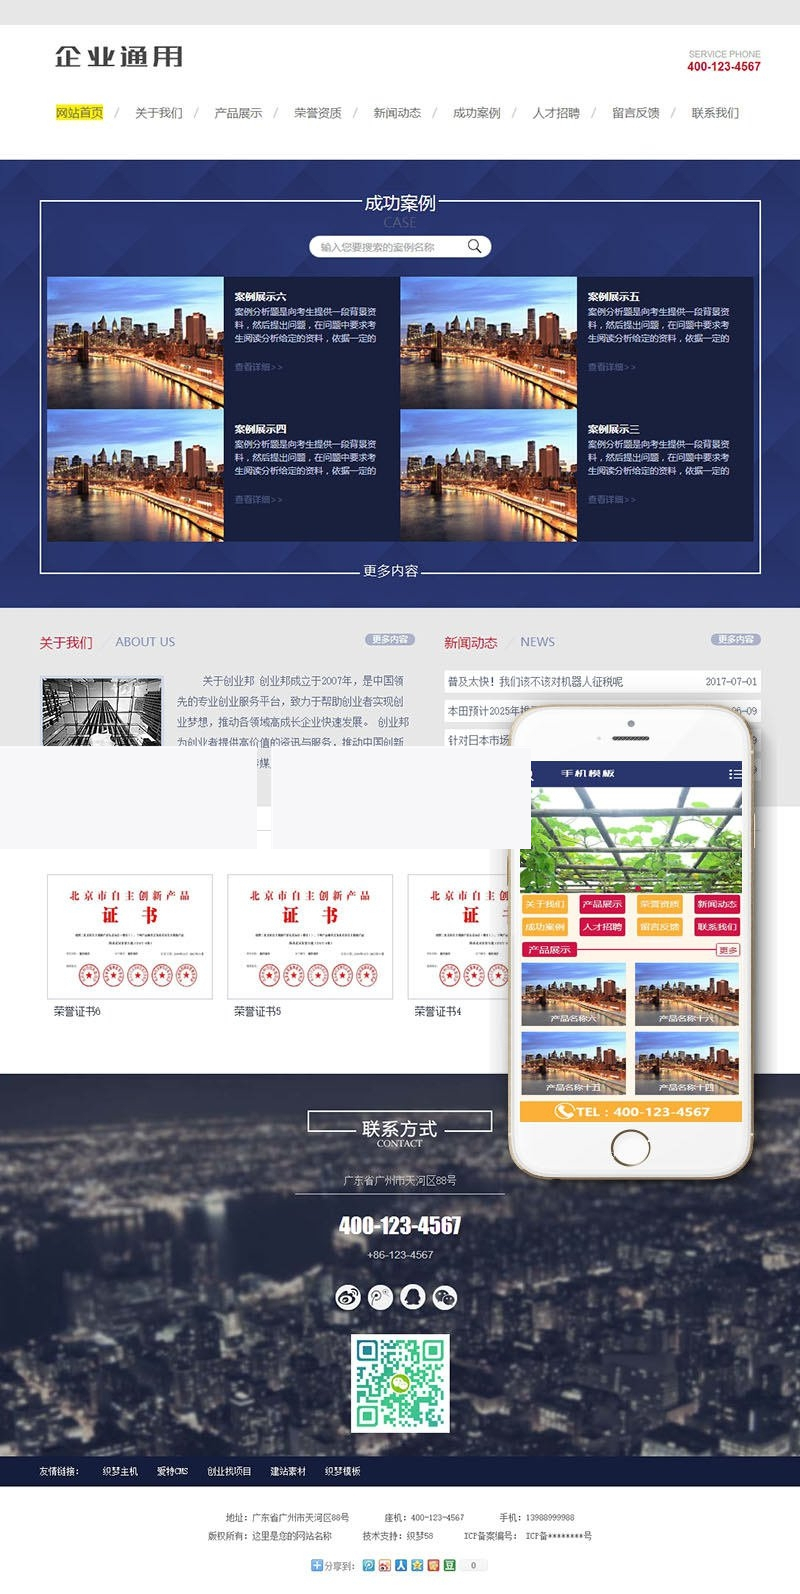 企业通用
SERVICE PHONE
400-123-4567
网站首页 / 关于我们 / 产品展示 / 荣誉资质 / 新闻动态 / 成功案例 / 人才招聘 / 留言反馈 / 联系我们
成功案例
CASE
输入您要搜索的案例名称
案例展示六
案例分析题是向考生提供一段背景资
料，然后提出问题，在问题中要求考
生阅读分析给定的资料，依据一定的
查看详细>>
案例展示五
案例分析题是向考生提供一段背景资
料，然后提出问题，在问题中要求考
生阅读分析给定的资料，依据一定的
查看详细>>
案例展示四
案例分析题是向考生提供一段背景资
料，然后提出问题，在问题中要求考
生阅读分析给定的资料，依据一定的
查看详细>>
案例展示三
案例分析题是向考生提供一段背景资
料，然后提出问题，在问题中要求考
生阅读分析给定的资料，依据一定的
查看详细>>
更多内容
关于我们 / ABOUT US 更多内容
关于创业邦 创业邦成立于2007年，是中国领
先的专业创业服务平台，致力于帮助创业者实现创
业梦想，推动各领域高成长企业快速发展。 创业邦
为创业者提供高价值的资讯与服务，推动中国创新
新闻动态 / NEWS 更多内容
普及太快！我们该不该对机器人征税呢 2017-07-01
本田预计2025年推 -09
针对日本市场
手机模板
关于我们 产品展示 荣誉资质 新闻动态
成功案例 人才招聘 留言反馈 联系我们
产品展示 更多
产品名称六 产品名称十六
产品名称十五 产品名称十四
TEL：400-123-4567
北京市自主创新产品
证 书
荣誉证书6
北京市自主创新产品
证 书
荣誉证书5
北京市自主创
证
荣誉证书4
联系方式
CONTACT
广东省广州市天河区88号
400-123-4567
+86-123-4567
友情链接： 织梦主机 爱特CMS 创业找项目 建站素材 织梦模板
地址：广东省广州市天河区88号 座机：400-123-4567 手机：13988999988
版权所有：这里是您的网站名称 技术支持：织梦58 ICP备案编号： ICP备********号
分享到： 0